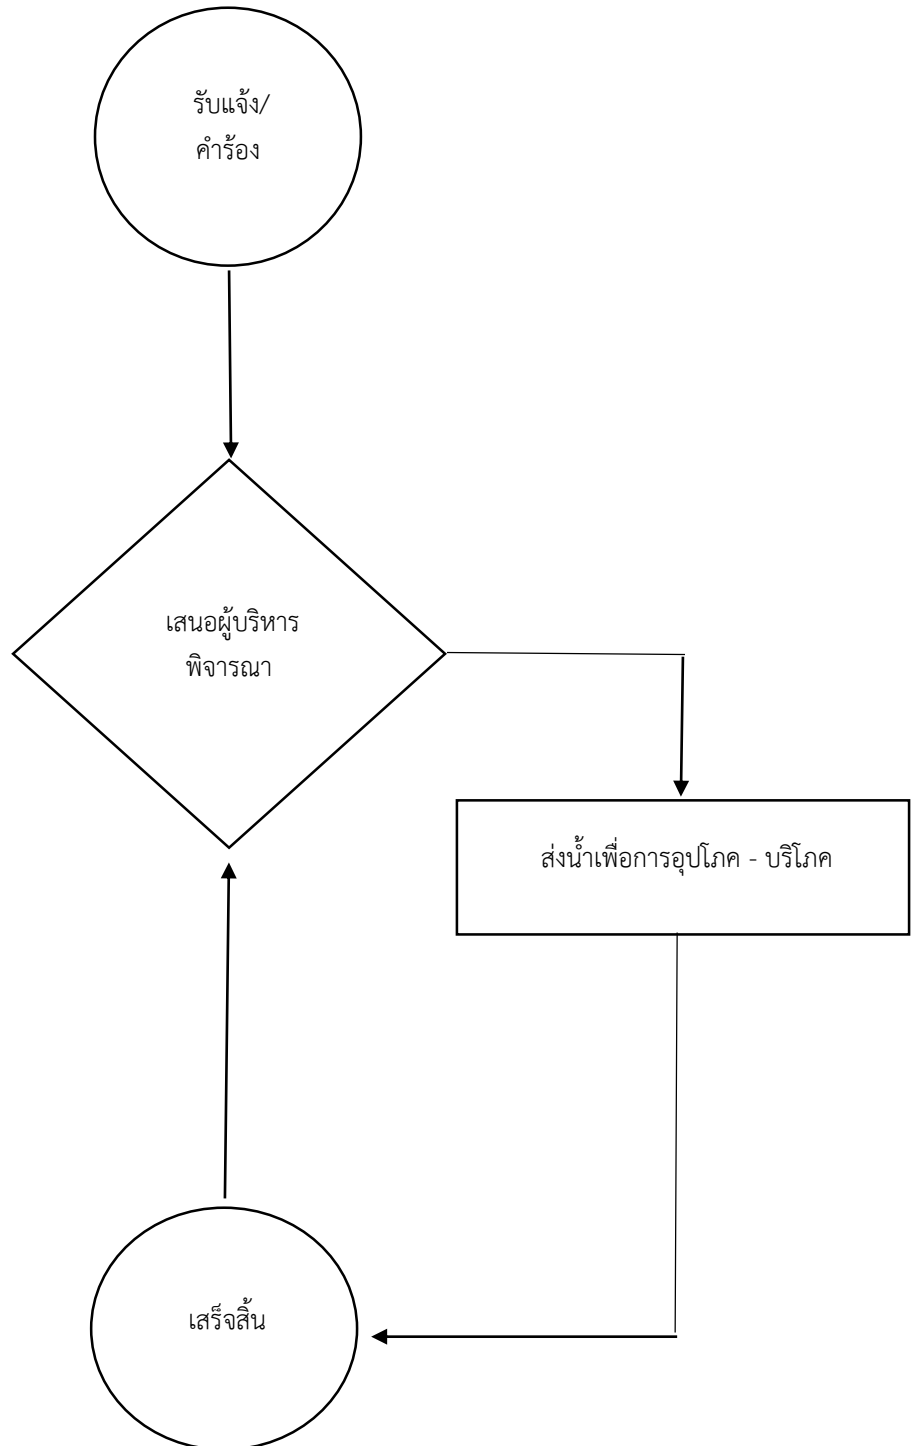 รับแจ้ง/
คำร้อง
เสนอผู้บริหาร
พิจารณา
ส่งน้ำเพื่อการอุปโภค - บริโภค
เสร็จสิ้น